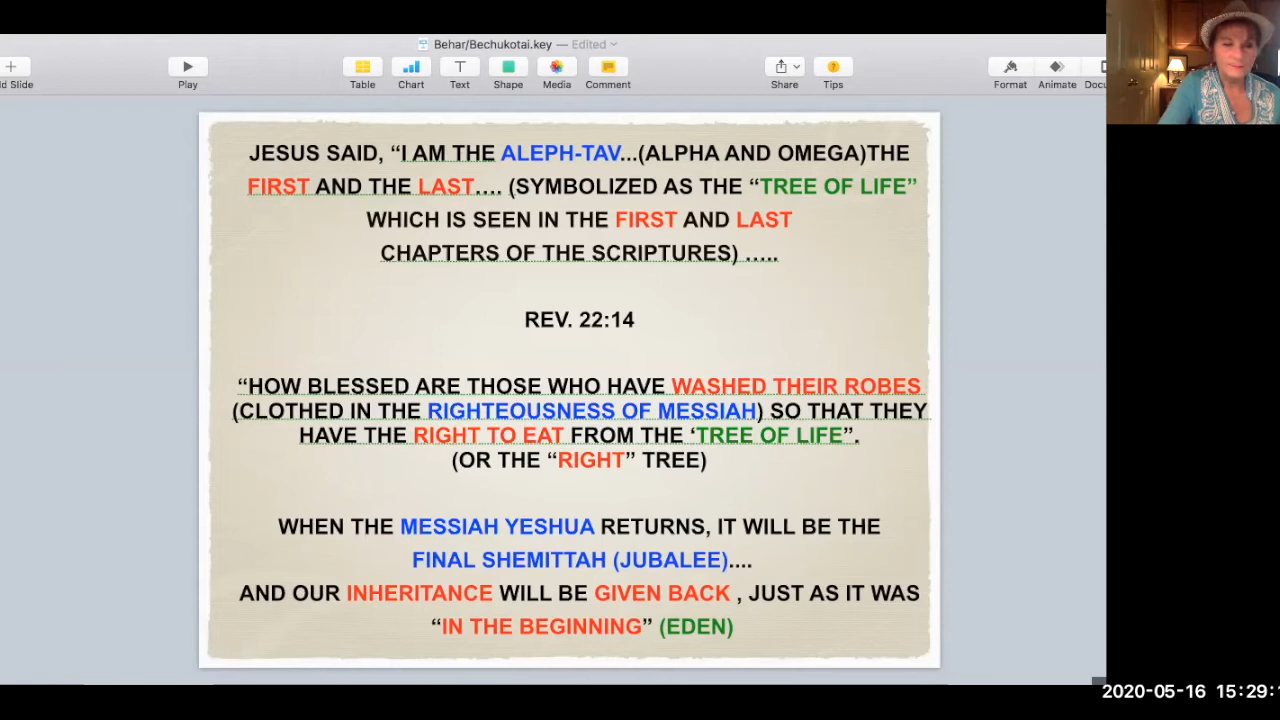 Behar/Bechukotai.key — Edited
d Slide
Play
Table
Chart
Text
Shape
Media
Comment
Share
Tips
Format
Animate
JESUS SAID, “I AM THE ALEPH-TAV...(ALPHA AND OMEGA)THE
FIRST AND THE LAST…. (SYMBOLIZED AS THE “TREE OF LIFE”
WHICH IS SEEN IN THE FIRST AND LAST
CHAPTERS OF THE SCRIPTURES) …..
REV. 22:14
“HOW BLESSED ARE THOSE WHO HAVE WASHED THEIR ROBES
(CLOTHED IN THE RIGHTEOUSNESS OF MESSIAH) SO THAT THEY
HAVE THE RIGHT TO EAT FROM THE ‘TREE OF LIFE”.
(OR THE “RIGHT” TREE)
WHEN THE MESSIAH YESHUA RETURNS, IT WILL BE THE
FINAL SHEMITTAH (JUBALEE)....
AND OUR INHERITANCE WILL BE GIVEN BACK , JUST AS IT WAS
“IN THE BEGINNING” (EDEN)
2020-05-16 15:29: